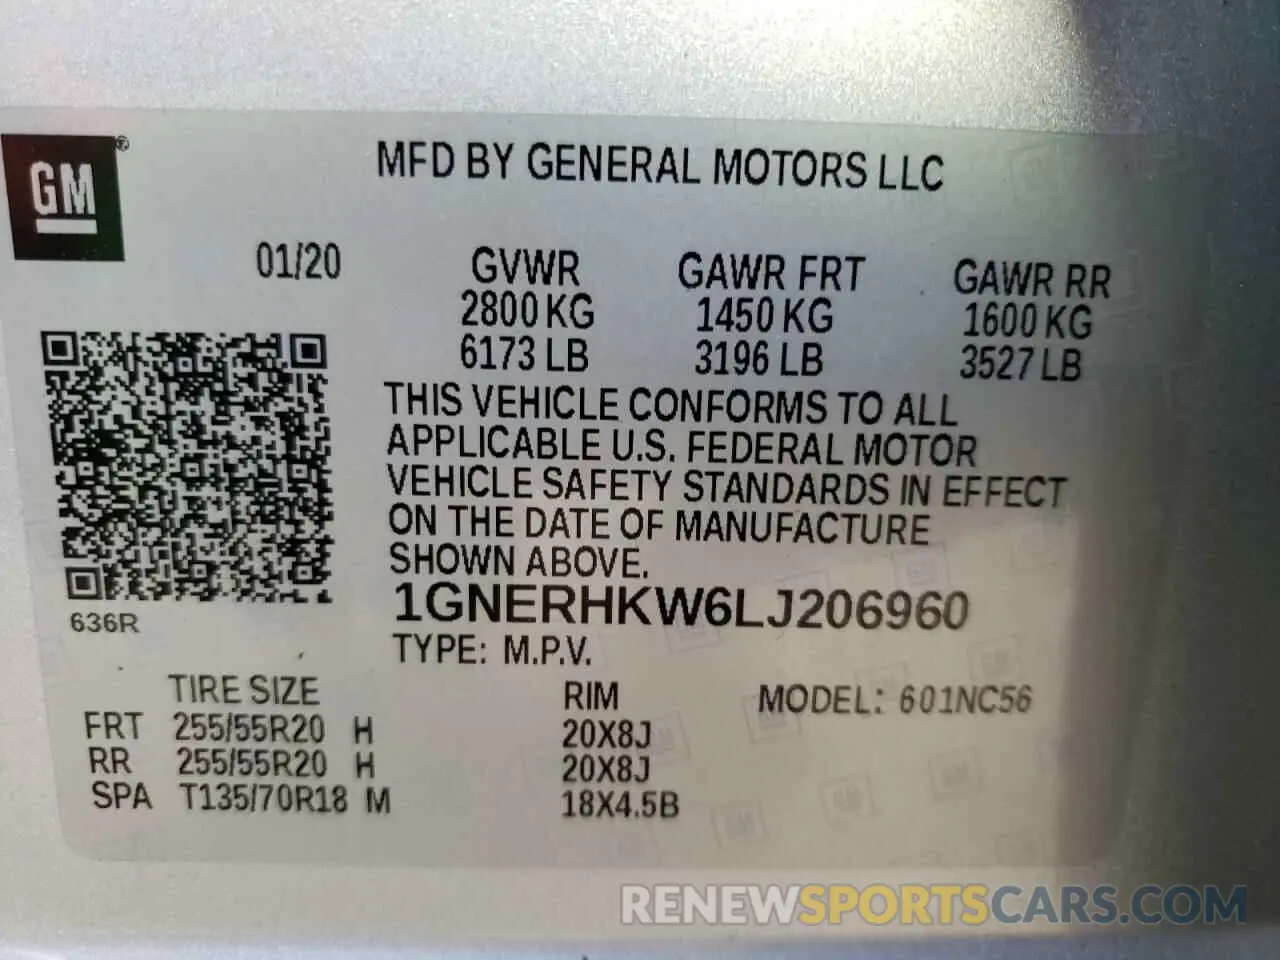 GM®
MFD BY GENERAL MOTORS LLC
01/20 GVWR GAWR FRT GAWR RR
2800 KG 1450 KG 1600 KG
6173 LB 3196 LB 3527 LB
THIS VEHICLE CONFORMS TO ALL
APPLICABLE U.S. FEDERAL MOTOR
VEHICLE SAFETY STANDARDS IN EFFECT
ON THE DATE OF MANUFACTURE
SHOWN ABOVE.
1GNERHKW6LJ206960
636R
TYPE: M.P.V.
TIRE SIZE RIM MODEL: 601NC56
FRT 255/55R20 H 20X8J
RR 255/55R20 H 20X8J
SPA T135/70R18 M 18X4.5B
RENEWSPORTSCARS.COM